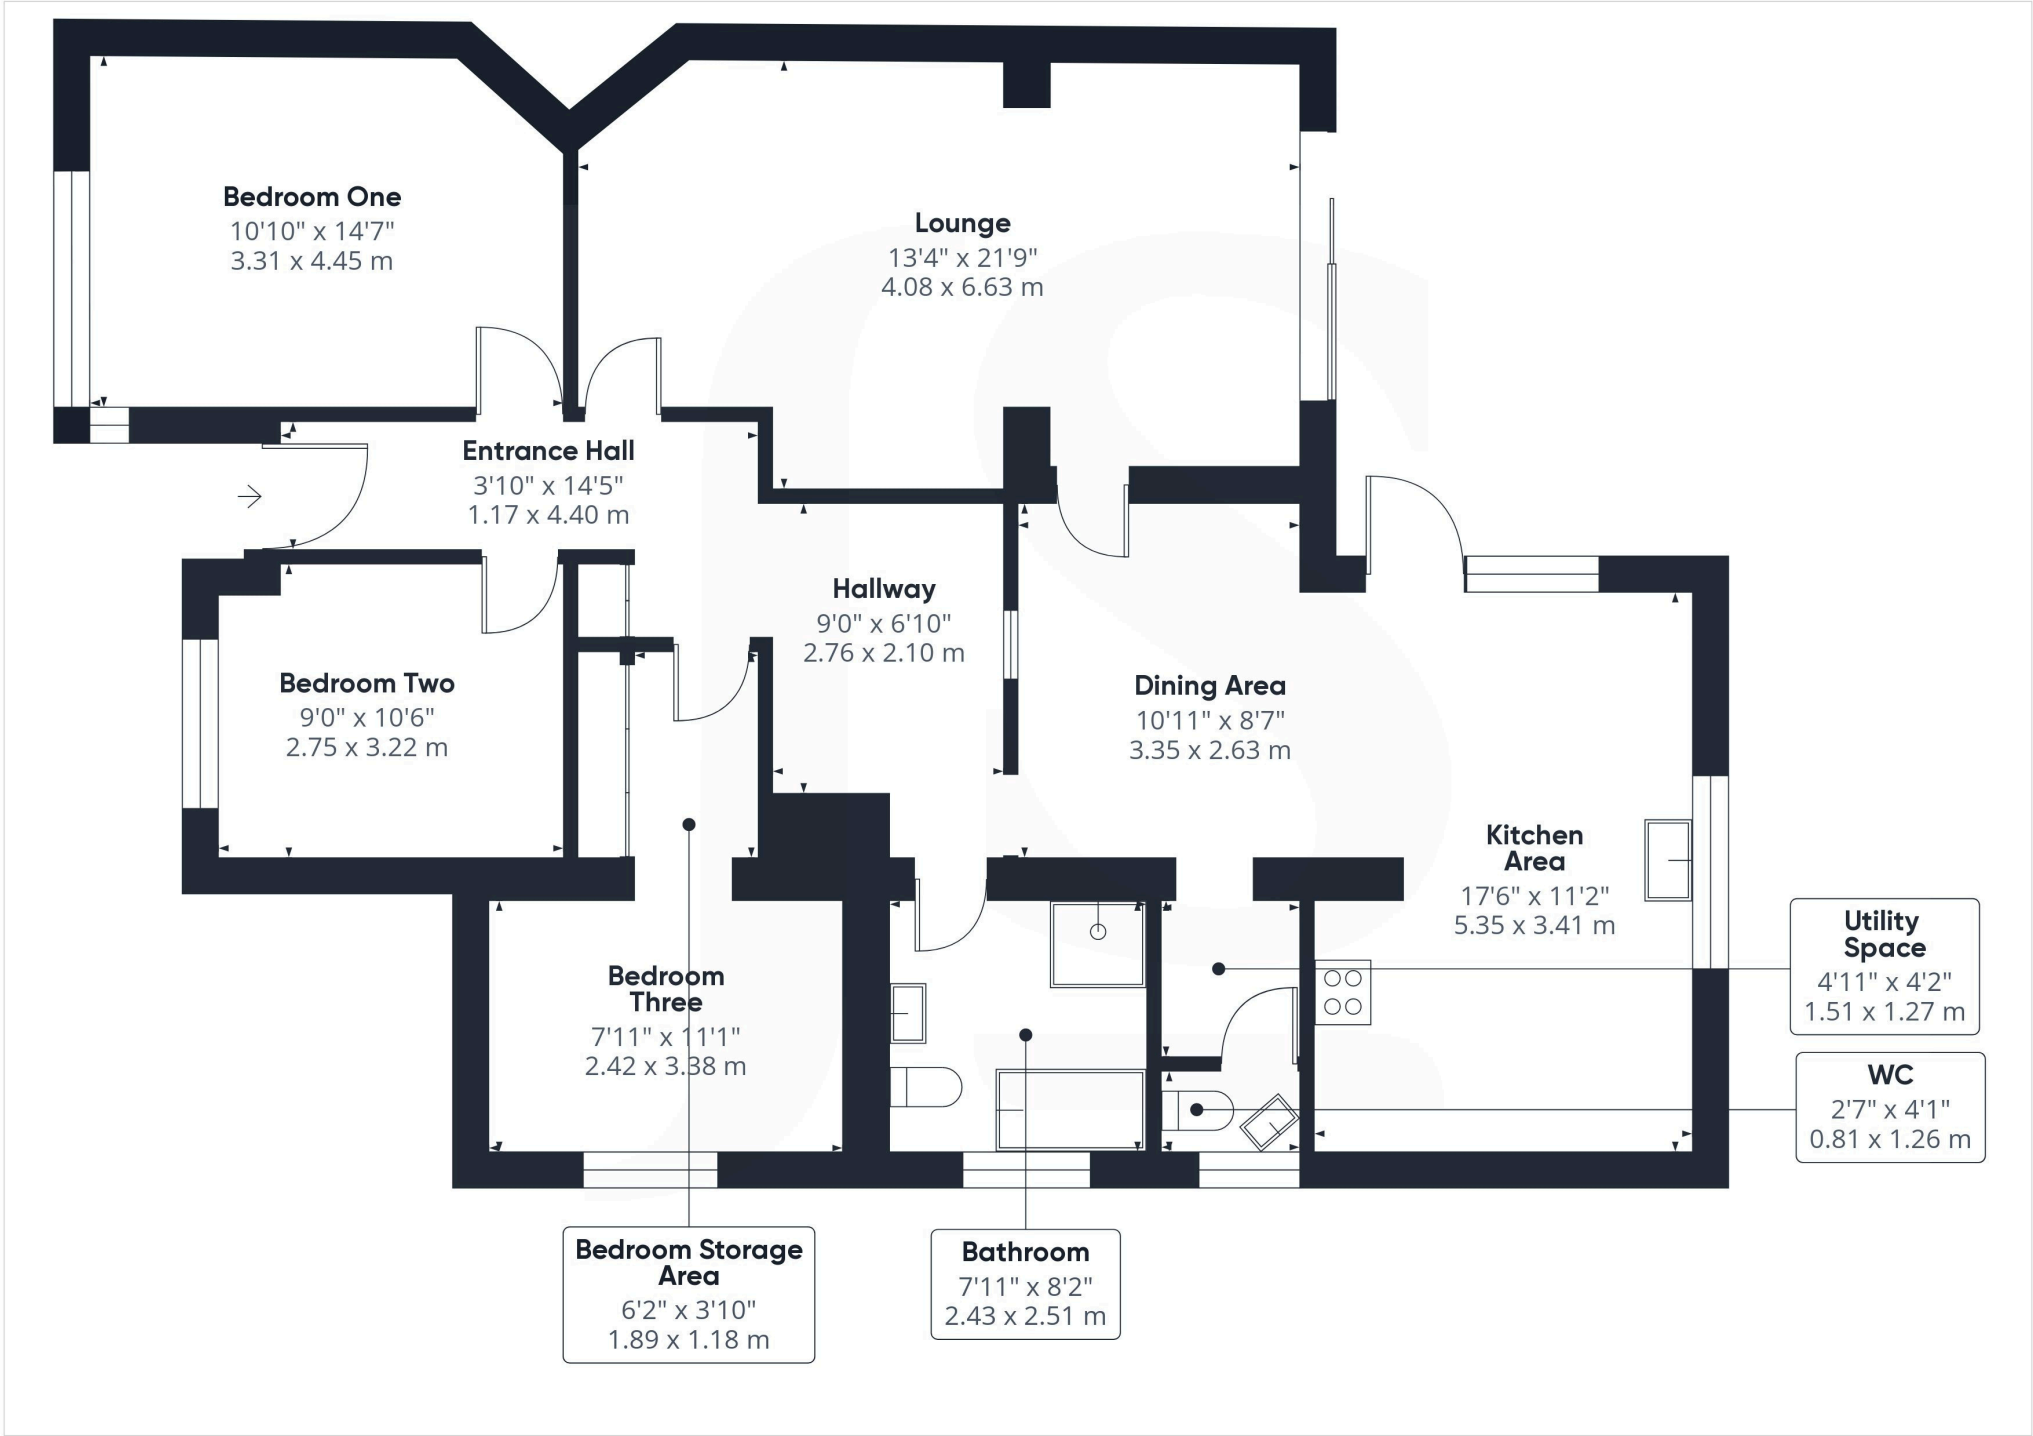 Bedroom One
10'10" x 14'7"
3.31 x 4.45 m
Lounge
13'4" x 21'9"
4.08 x 6.63 m
Entrance Hall
3'10" x 14'5"
1.17 x 4.40 m
Hallway
9'0" x 6'10"
2.76 x 2.10 m
Bedroom Two
9'0" x 10'6"
2.75 x 3.22 m
Dining Area
10'11" x 8'7"
3.35 x 2.63 m
Kitchen
Area
17'6" x 11'2"
5.35 x 3.41 m
Utility
Space
4'11" x 4'2"
1.51 x 1.27 m
Bedroom
Three
7'11" x 11'1"
2.42 x 3.38 m
WC
2'7" x 4'1"
0.81 x 1.26 m
Bedroom Storage
Area
6'2" x 3'10"
1.89 x 1.18 m
Bathroom
7'11" x 8'2"
2.43 x 2.51 m